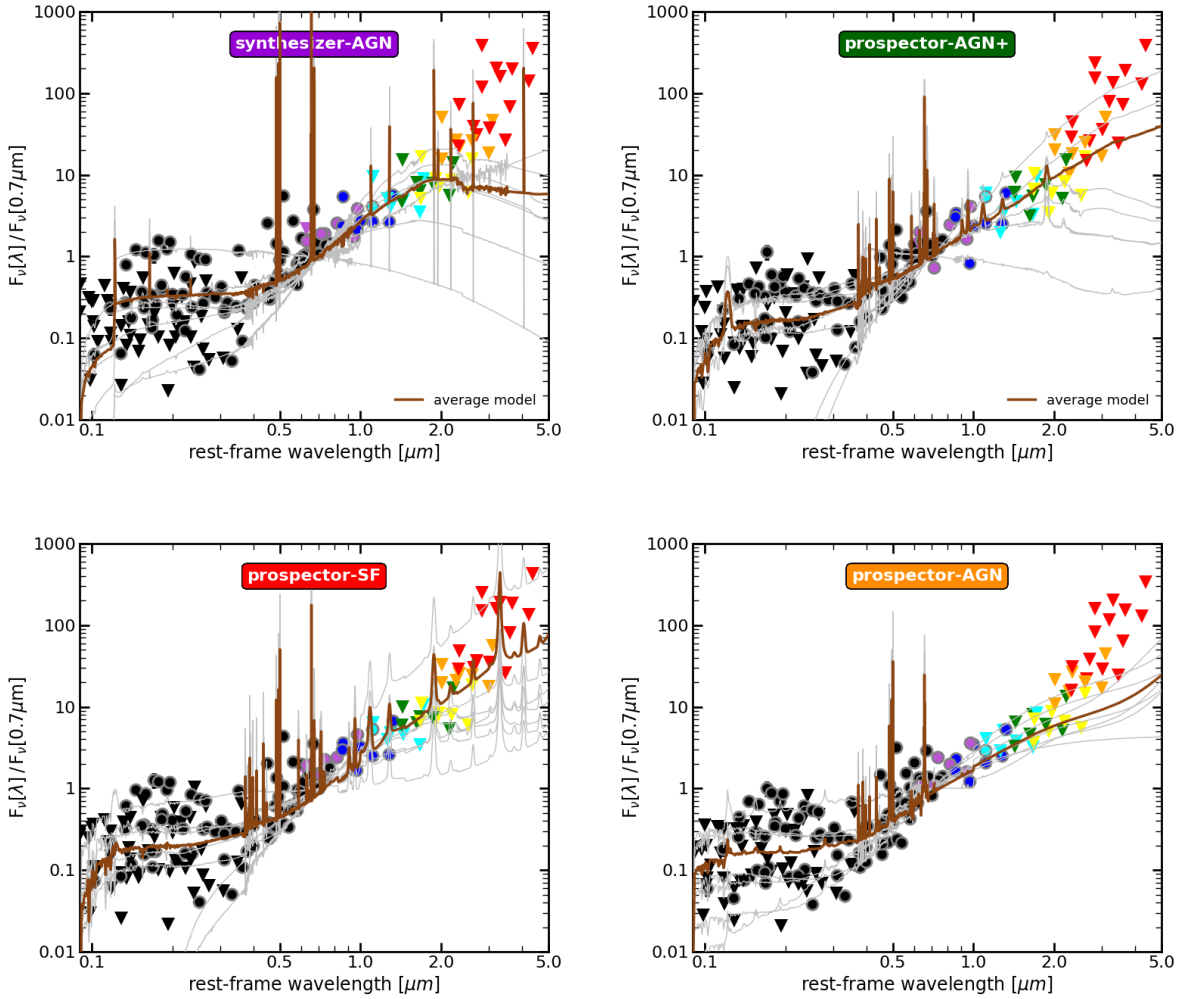 synthesizer-AGN
1000
100
10
1
0.1
0.01
F_ν[λ] / F_ν[0.7μm]
average model
0.1 0.5 1.0 2.0 5.0
rest-frame wavelength [μm]
prospector-AGN+
1000
100
10
1
0.1
0.01
F_ν[λ] / F_ν[0.7μm]
average model
0.1 0.5 1.0 2.0 5.0
rest-frame wavelength [μm]
prospector-SF
1000
100
10
1
0.1
0.01
F_ν[λ] / F_ν[0.7μm]
0.1 0.5 1.0 2.0 5.0
rest-frame wavelength [μm]
prospector-AGN
1000
100
10
1
0.1
0.01
F_ν[λ] / F_ν[0.7μm]
0.1 0.5 1.0 2.0 5.0
rest-frame wavelength [μm]